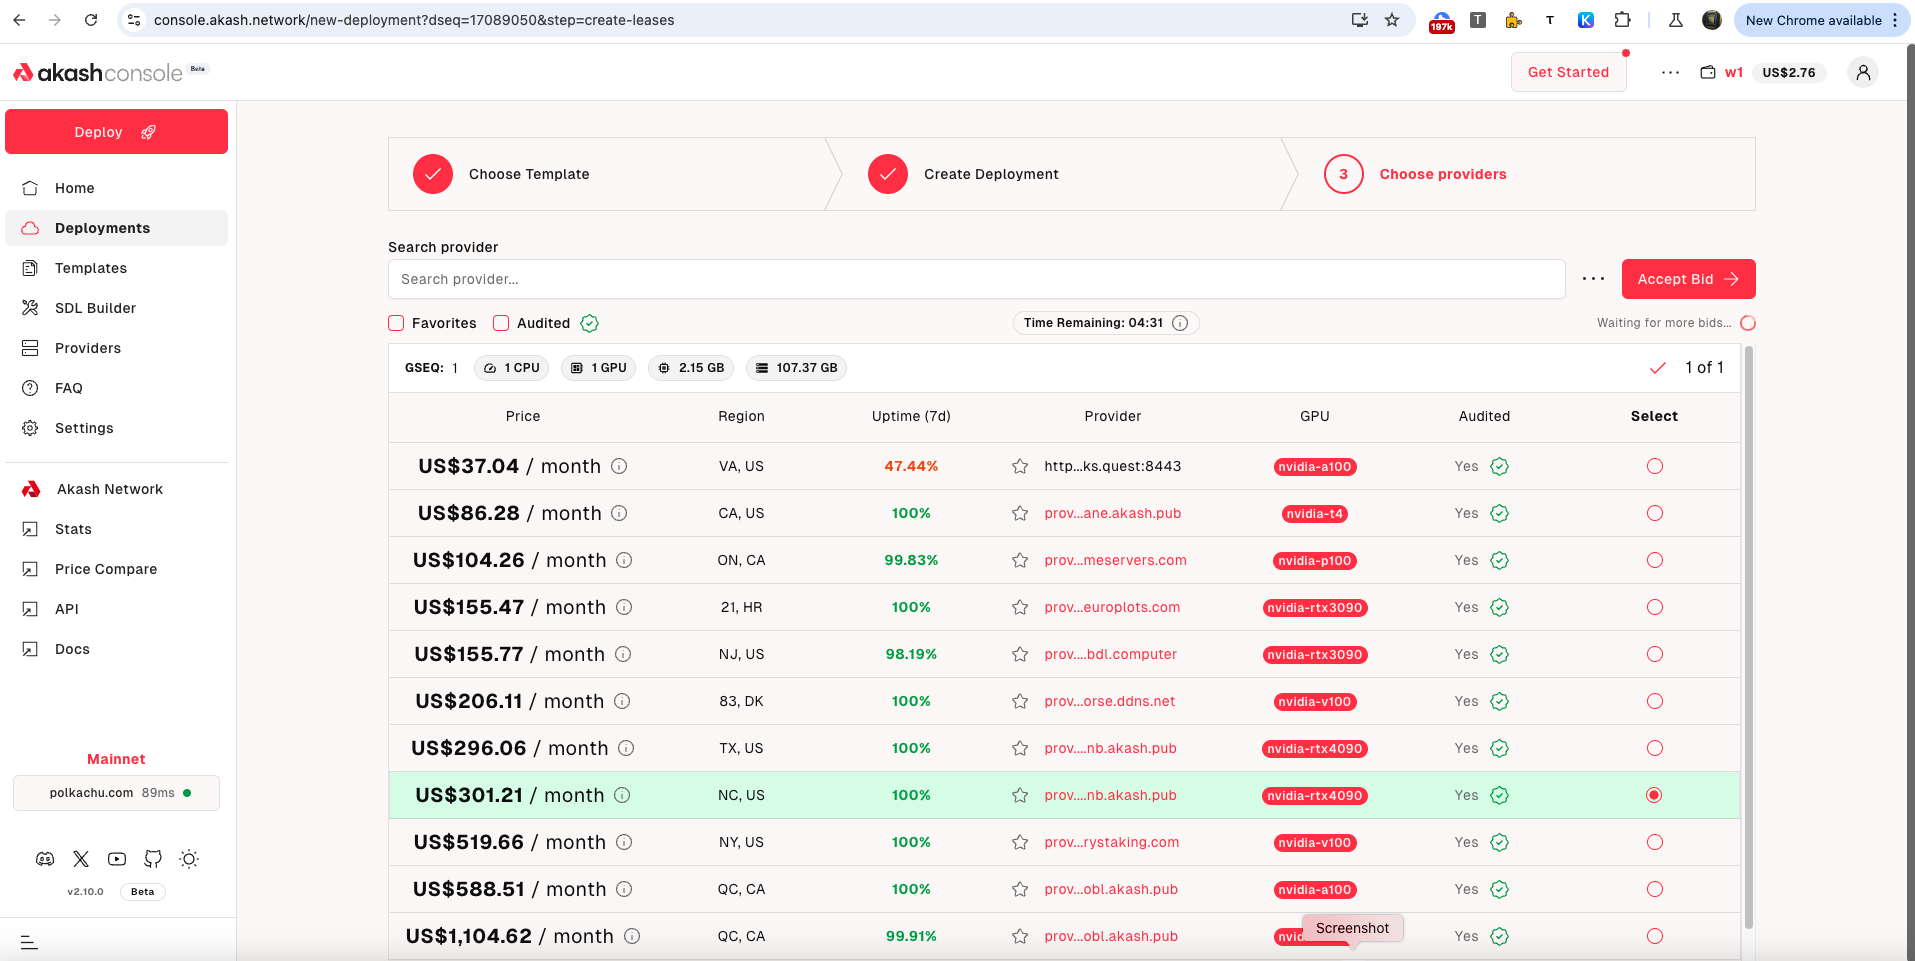 console.akash.network/new-deployment?dseq=17089050&step=create-leases
197k
T
T
K
New Chrome available
akashconsole Beta
Get Started
w1 US$2.76
Deploy
Home
Deployments
Templates
SDL Builder
Providers
FAQ
Settings
Akash Network
Stats
Price Compare
API
Docs
Mainnet
polkachu.com 89ms
v2.10.0 Beta
Choose Template
Create Deployment
3 Choose providers
Search provider
Search provider...
Accept Bid
Favorites Audited
Time Remaining: 04:31
Waiting for more bids...
GSEQ: 1 1 CPU 1 GPU 2.15 GB 107.37 GB 1 of 1
Price Region Uptime (7d) Provider GPU Audited Select
US$37.04 / month VA, US 47.44% http...ks.quest:8443 nvidia-a100 Yes
US$86.28 / month CA, US 100% prov...ane.akash.pub nvidia-t4 Yes
US$104.26 / month ON, CA 99.83% prov...meservers.com nvidia-p100 Yes
US$155.47 / month 21, HR 100% prov...europlots.com nvidia-rtx3090 Yes
US$155.77 / month NJ, US 98.19% prov....bdl.computer nvidia-rtx3090 Yes
US$206.11 / month 83, DK 100% prov...orse.ddns.net nvidia-v100 Yes
US$296.06 / month TX, US 100% prov....nb.akash.pub nvidia-rtx4090 Yes
US$301.21 / month NC, US 100% prov....nb.akash.pub nvidia-rtx4090 Yes
US$519.66 / month NY, US 100% prov...rystaking.com nvidia-v100 Yes
US$588.51 / month QC, CA 100% prov...obl.akash.pub nvidia-a100 Yes
US$1,104.62 / month QC, CA 99.91% prov...obl.akash.pub Yes
Screenshot